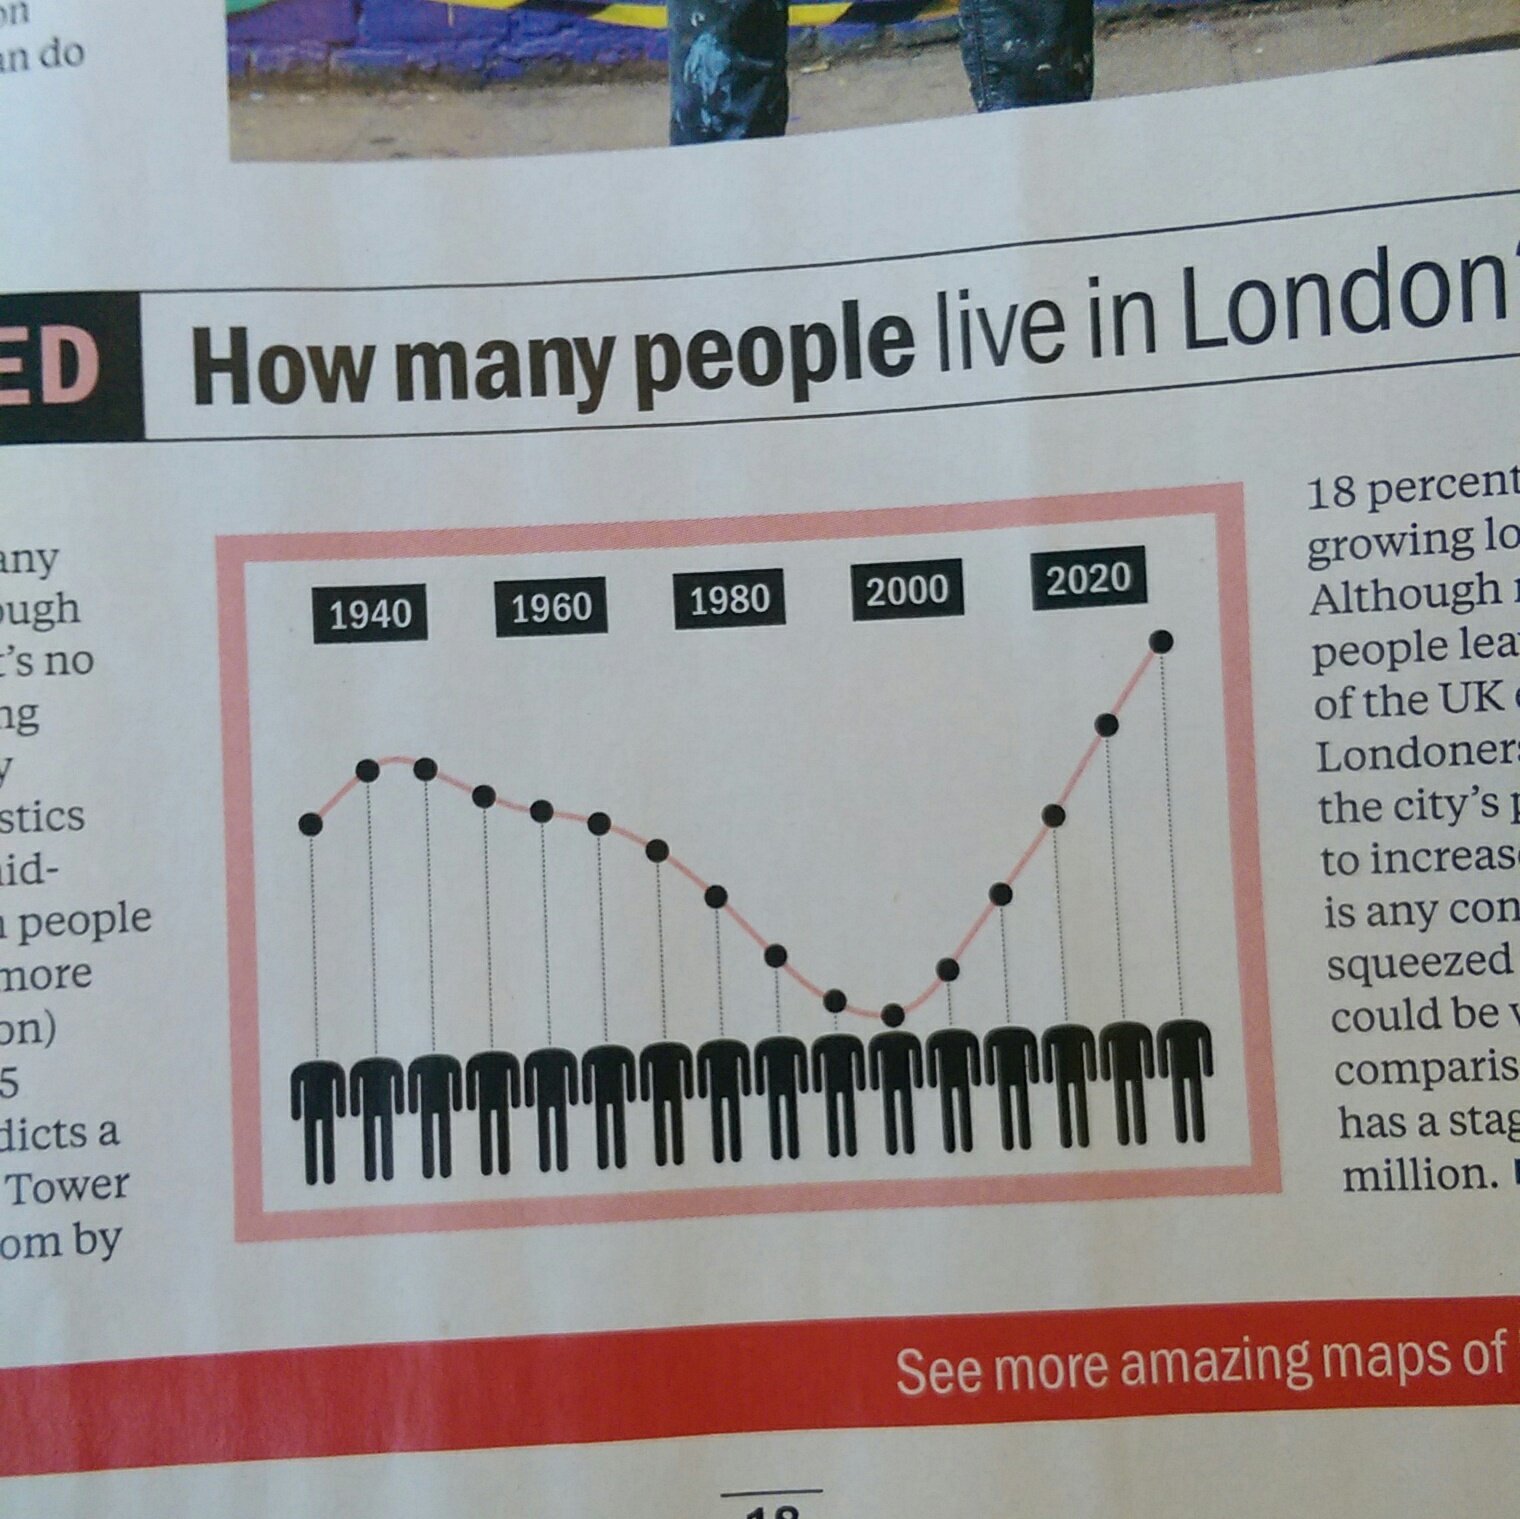 on
an do
ED
How many people live in London?
any
ough
t's no
ng
y
stics
mid-
n people
more
on)
5
dicts a
Tower
om by
1940
1960
1980
2000
2020
18 percent
growing lo
Although
people lea
of the UK
Londoners
the city's p
to increase
is any con
squeezed
could be
comparis
has a stag
million.
See more amazing maps of
18